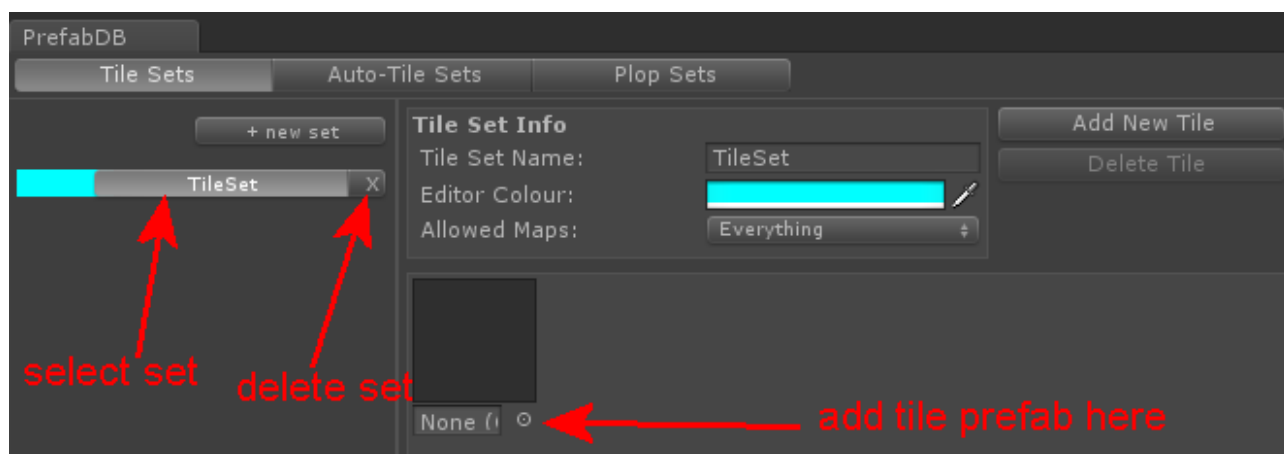 PrefabDB
Tile Sets Auto-Tile Sets Plop Sets
+ new set
TileSet X
Tile Set Info
Tile Set Name: TileSet
Editor Colour:
Allowed Maps: Everything
Add New Tile
Delete Tile
select set
delete set
None (
add tile prefab here